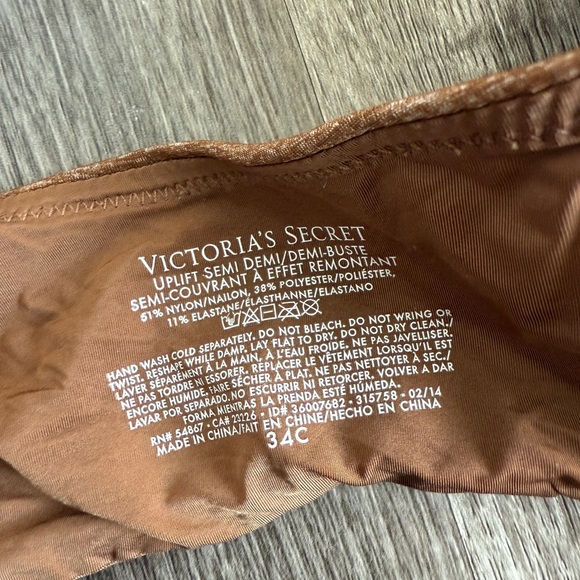 VICTORIA'S SECRET
UPLIFT SEMI DEMI/DEMI-BUSTE
SEMI-COUVRANT À EFFET REMONTANT
51% NYLON/NAILON, 38% POLYESTER/POLIÉSTER,
11% ELASTANE/ÉLASTHANNE/ELASTANO
HAND WASH COLD SEPARATELY. DO NOT BLEACH. DO NOT WRING OR
TWIST. RESHAPE WHILE DAMP. LAY FLAT TO DRY. DO NOT DRY CLEAN./
LAVER SÉPARÉMENT À LA MAIN, À L'EAU FROIDE. NE PAS JAVELLISER.
NE PAS TORDRE NI ESSORER. REPLACER LE VÊTEMENT LORSQU'IL EST
ENCORE HUMIDE. FAIRE SÉCHER À PLAT. NE PAS NETTOYER À SEC./
LAVAR POR SEPARADO. NO ESCURRIR NI RETORCER. VOLVER A DAR
FORMA MIENTRAS LA PRENDA ESTÉ HÚMEDA.
RN# 54867 • CA# 23226 • ID# 36007682 • 315758 • 02/14
MADE IN CHINA/FAIT EN CHINE/HECHO EN CHINA
34C